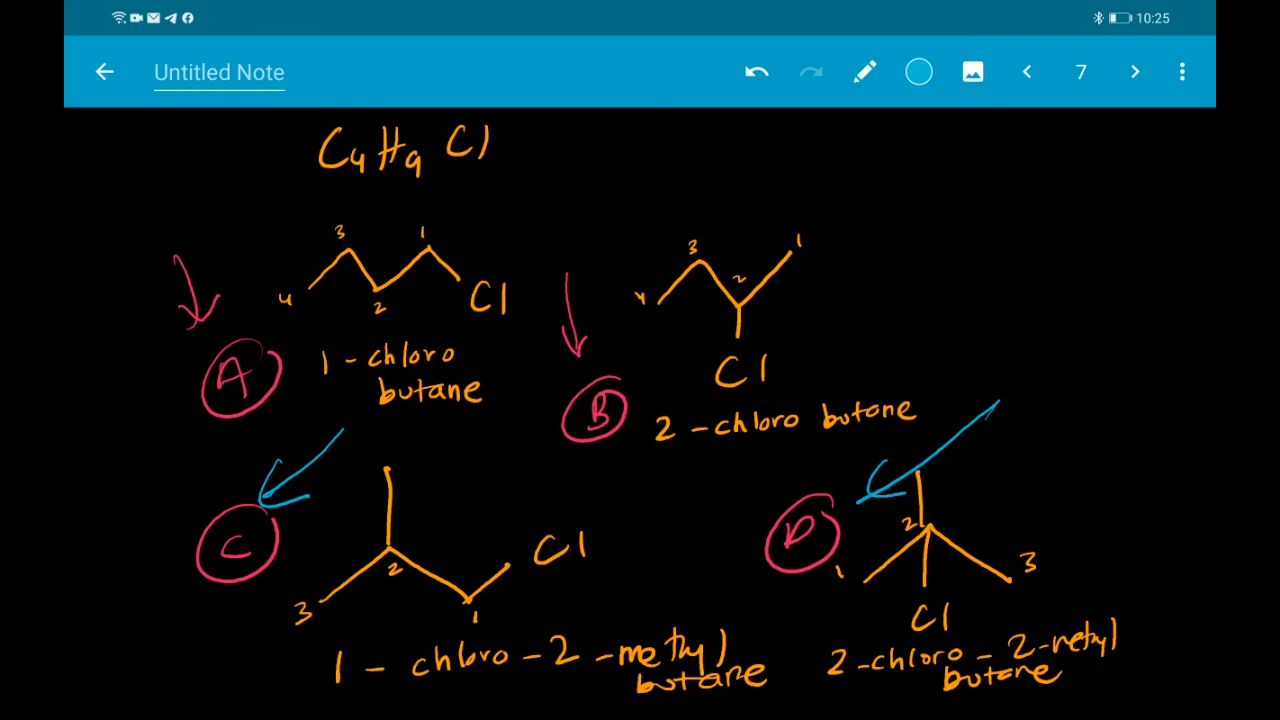 10:25
Untitled Note
7
C4H9 Cl
3 1
4 2 Cl
A
1 - chloro
butane
3 2 1
4
Cl
B
2 - chloro butane
C
2
3 1
Cl
1 - chloro - 2 - methyl
butane
D
2
1 3
Cl
2 - chloro - 2 - metyl
butane